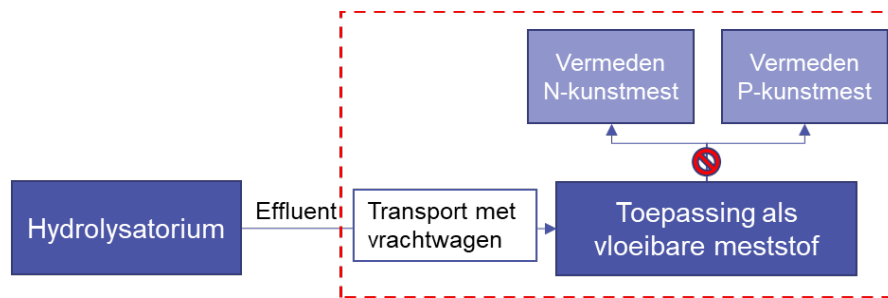 Vermeden
N-kunstmest
Vermeden
P-kunstmest
Hydrolysatorium
Effluent
Transport met
vrachtwagen
Toepassing als
vloeibare meststof